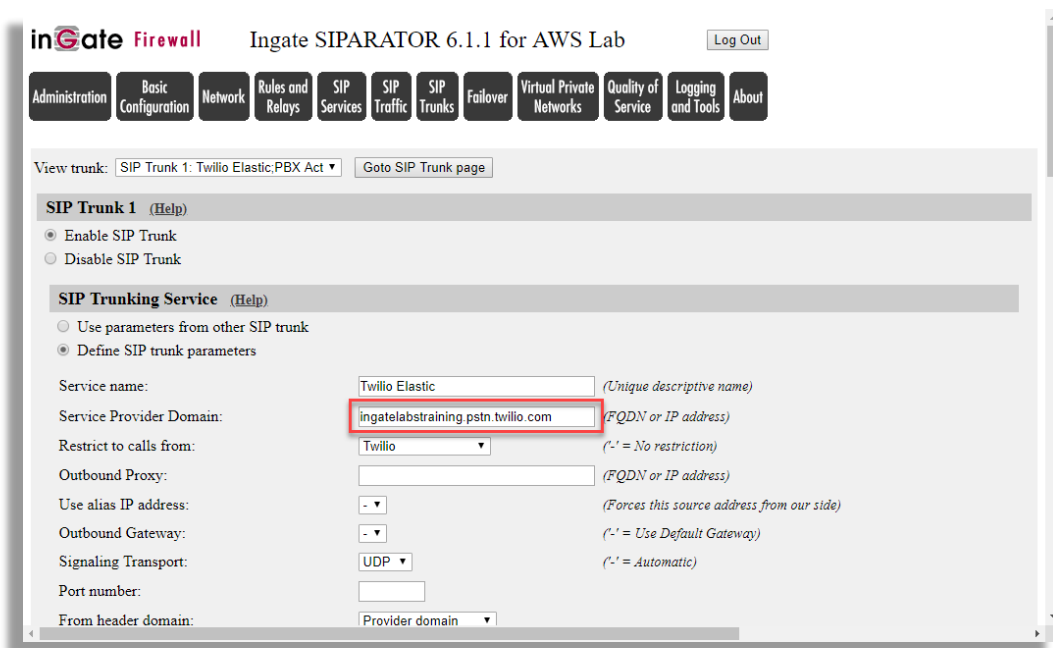 inGate Firewall Ingate SIPARATOR 6.1.1 for AWS Lab Log Out
Administration Basic Configuration Network Rules and Relays SIP Services SIP Traffic SIP Trunks Failover Virtual Private Networks Quality of Service Logging and Tools About
View trunk: SIP Trunk 1: Twilio Elastic;PBX Act Goto SIP Trunk page
SIP Trunk 1 (Help)
Enable SIP Trunk
Disable SIP Trunk
SIP Trunking Service (Help)
Use parameters from other SIP trunk
Define SIP trunk parameters
Service name: Twilio Elastic (Unique descriptive name)
Service Provider Domain: ingatelabstraining.pstn.twilio.com (FQDN or IP address)
Restrict to calls from: Twilio ('-' = No restriction)
Outbound Proxy: (FQDN or IP address)
Use alias IP address: - (Forces this source address from our side)
Outbound Gateway: - ('-' = Use Default Gateway)
Signaling Transport: UDP ('-' = Automatic)
Port number:
From header domain: Provider domain